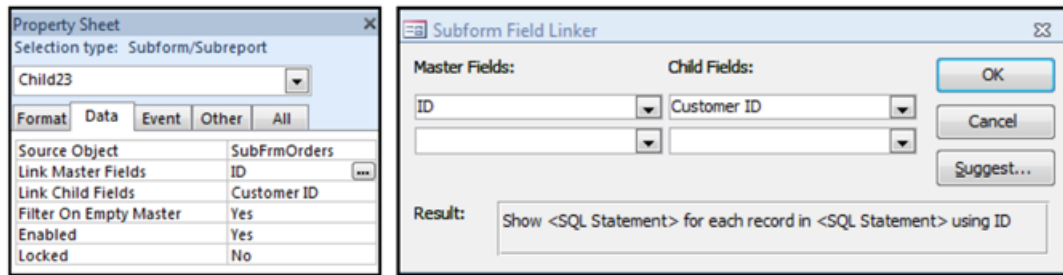 Property Sheet
Selection type: Subform/Subreport
Child23
Format Data Event Other All
Source Object SubFrmOrders
Link Master Fields ID ...
Link Child Fields Customer ID
Filter On Empty Master Yes
Enabled Yes
Locked No
Subform Field Linker
Master Fields: Child Fields:
ID Customer ID
OK
Cancel
Suggest...
Result: Show <SQL Statement> for each record in <SQL Statement> using ID